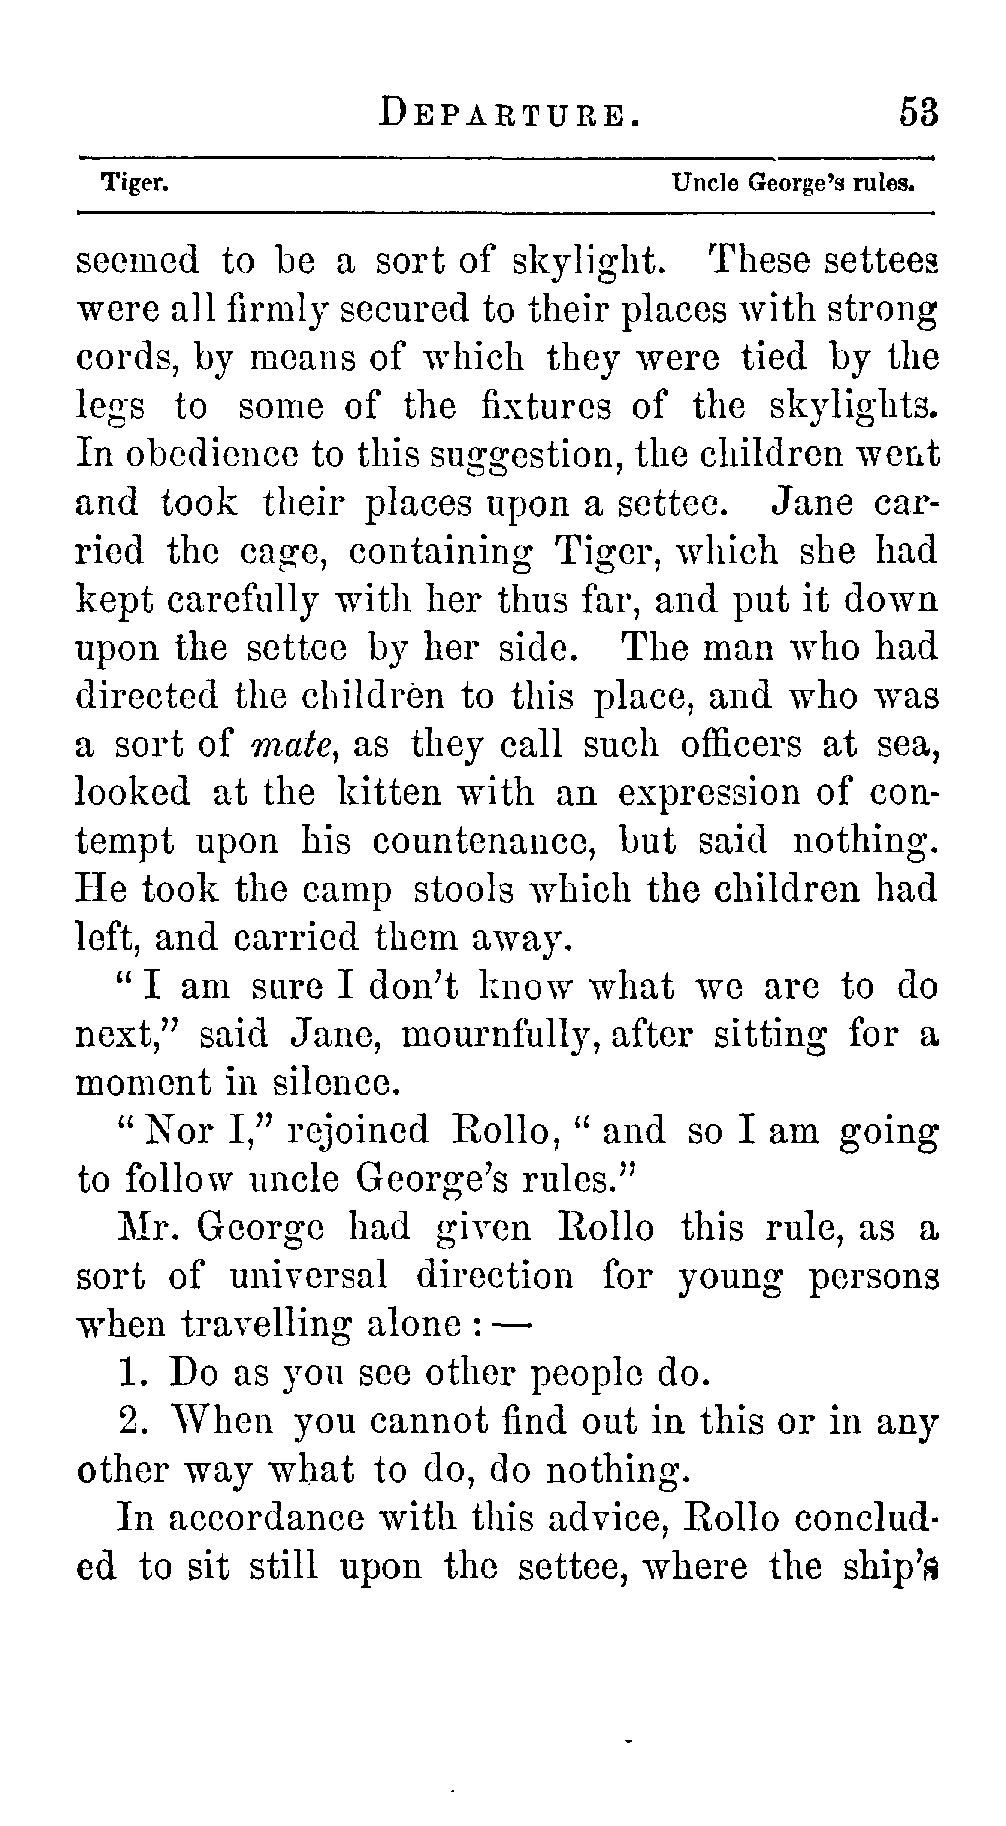 DEPARTURE. 53
Tiger. Uncle George's rules.
seemed to be a sort of skylight. These settees
were all firmly secured to their places with strong
cords, by means of which they were tied by the
legs to some of the fixtures of the skylights.
In obedience to this suggestion, the children went
and took their places upon a settee. Jane car-
ried the cage, containing Tiger, which she had
kept carefully with her thus far, and put it down
upon the settee by her side. The man who had
directed the children to this place, and who was
a sort of mate, as they call such officers at sea,
looked at the kitten with an expression of con-
tempt upon his countenance, but said nothing.
He took the camp stools which the children had
left, and carried them away.
“I am sure I don't know what we are to do
next,” said Jane, mournfully, after sitting for a
moment in silence.
“Nor I,” rejoined Rollo, “and so I am going
to follow uncle George's rules.”
Mr. George had given Rollo this rule, as a
sort of universal direction for young persons
when travelling alone:—
1. Do as you see other people do.
2. When you cannot find out in this or in any
other way what to do, do nothing.
In accordance with this advice, Rollo conclud-
ed to sit still upon the settee, where the ship's